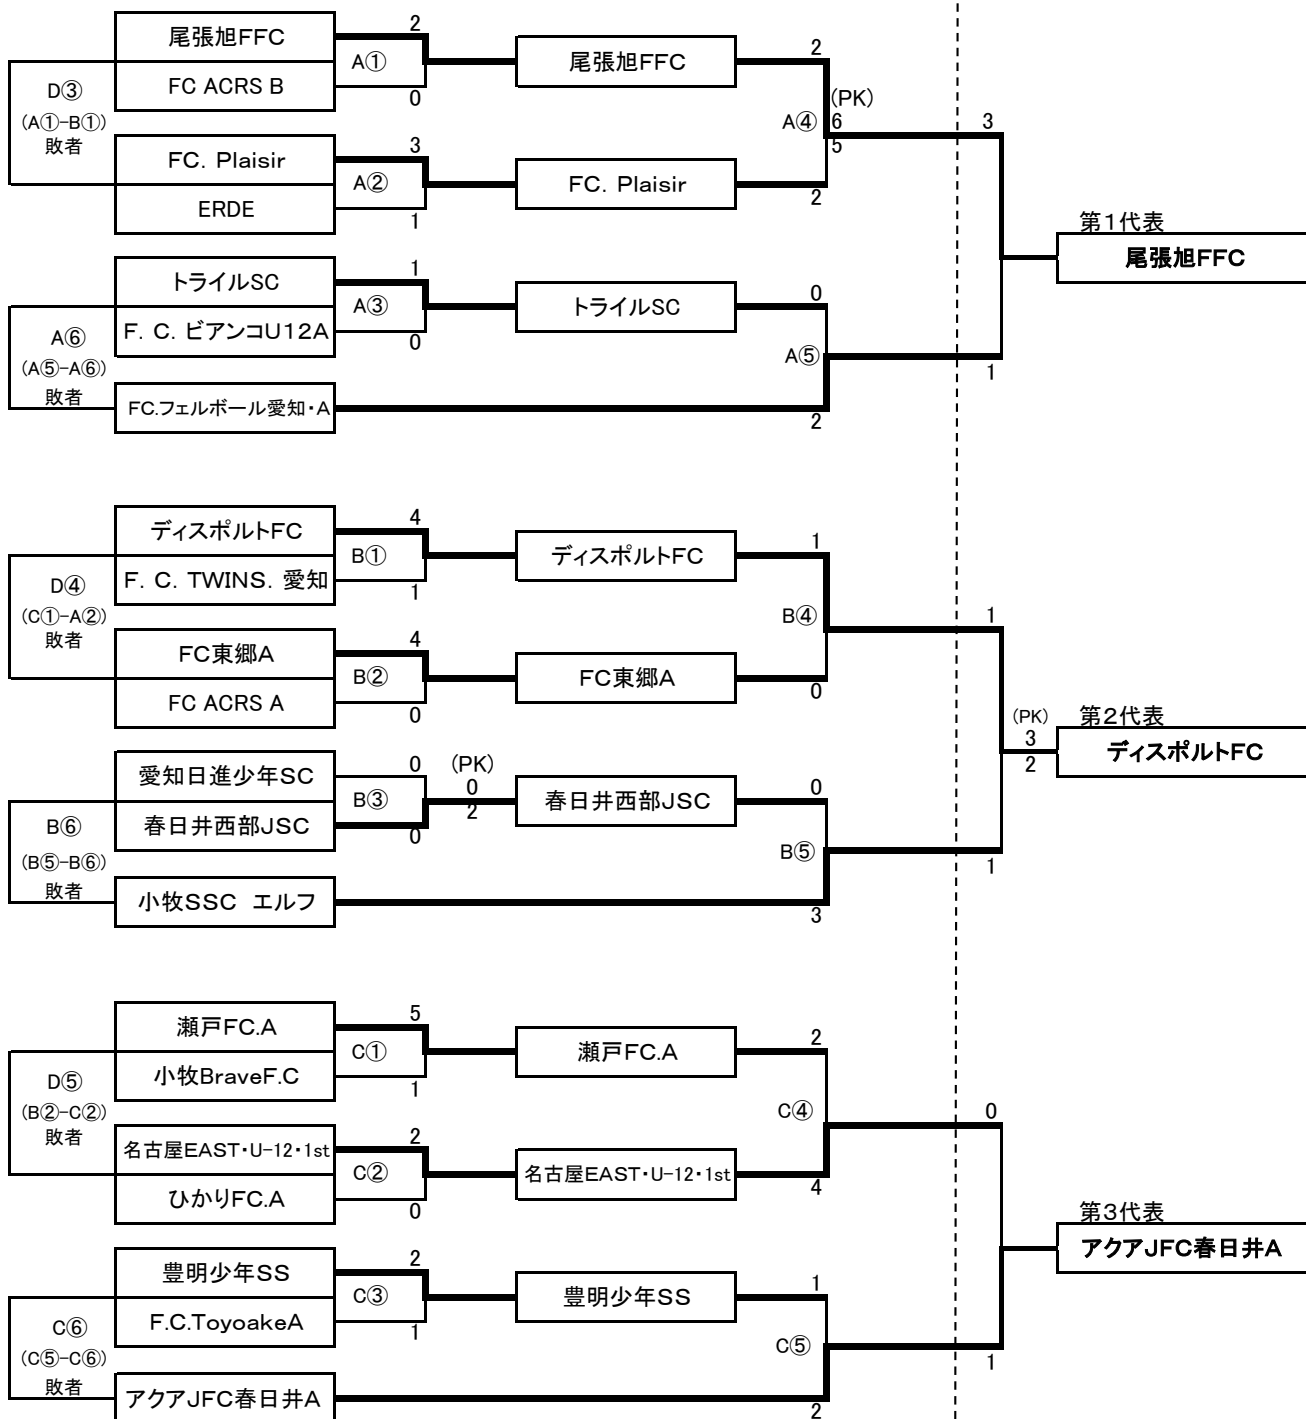 2
尾張旭FFC
A①
尾張旭FFC
2
D③
FC ACRS B
0
(PK)
(A①-B①)
A④
6
3
敗者
5
FC. Plaisir
3
A②
FC. Plaisir
2
ERDE
1
第1代表
尾張旭FFC
トライルSC
1
A③
トライルSC
0
A⑥
F. C. ビアンコU12A
0
(A⑤-A⑥)
A⑤
1
敗者
FC.フェルボール愛知・A
2
ディスポルトFC
4
B①
ディスポルトFC
1
D④
F. C. TWINS. 愛知
1
(C①-A②)
B④
1
敗者
FC東郷A
4
B②
FC東郷A
0
FC ACRS A
0
(PK)
第2代表
3
ディスポルトFC
2
愛知日進少年SC
0
(PK)
B③
0
春日井西部JSC
0
2
B⑥
春日井西部JSC
0
(B⑤-B⑥)
B⑤
1
敗者
小牧SSC エルフ
3
瀬戸FC.A
5
C①
瀬戸FC.A
2
D⑤
小牧BraveF.C
1
(B②-C②)
C④
0
敗者
名古屋EAST・U-12・1st
2
C②
名古屋EAST・U-12・1st
4
ひかりFC.A
0
第3代表
アクアJFC春日井A
豊明少年SS
2
C③
豊明少年SS
1
C⑥
F.C.ToyoakeA
1
(C⑤-C⑥)
C⑤
1
敗者
アクアJFC春日井A
2